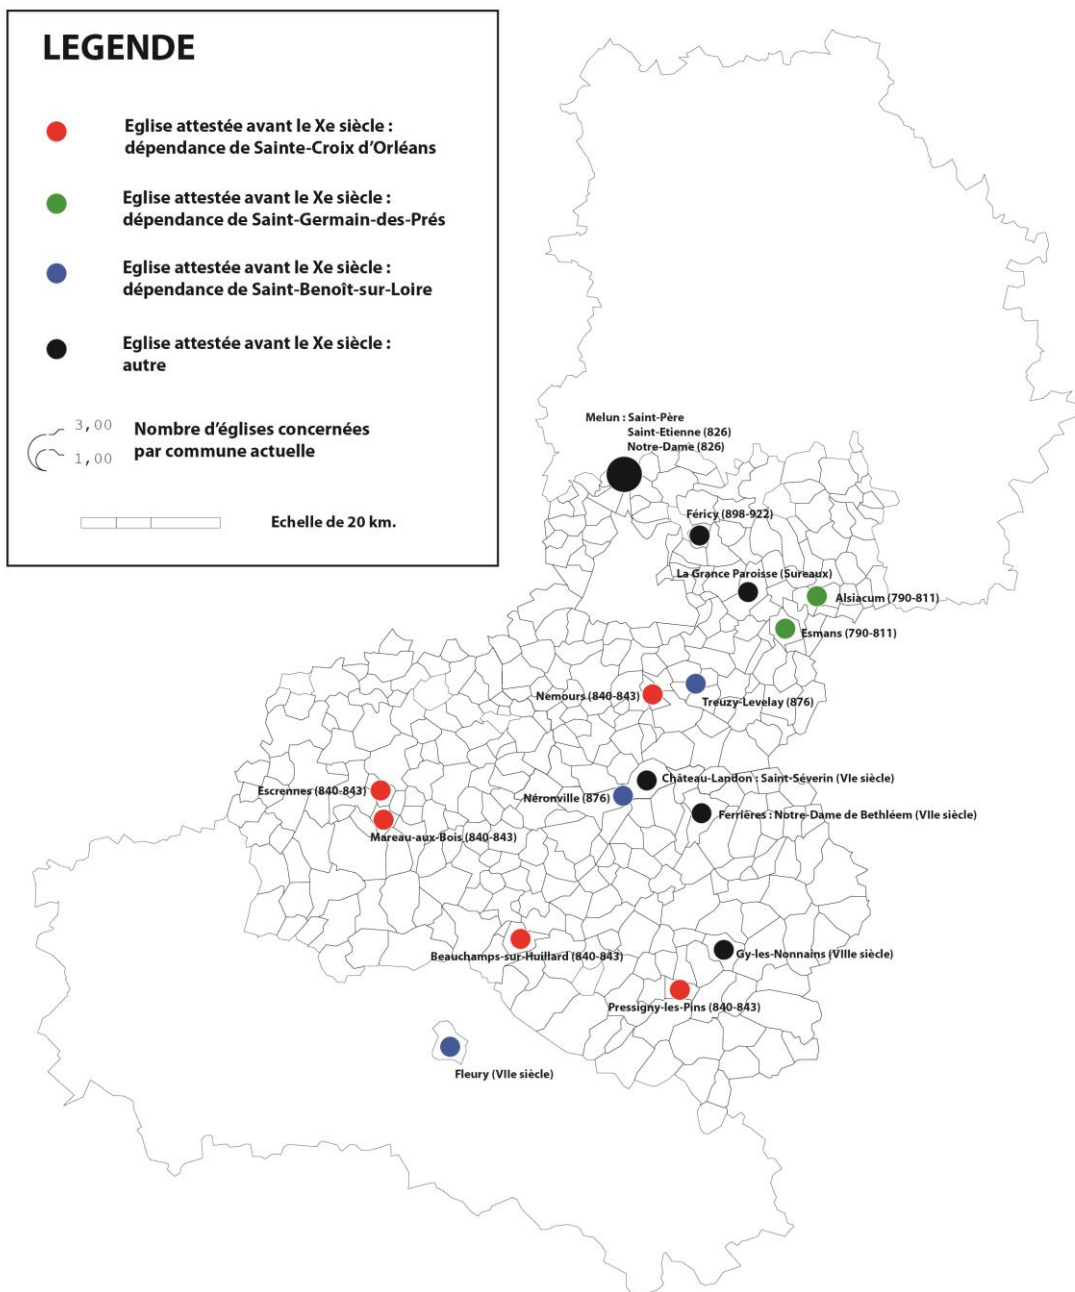 LEGENDE
Eglise attestée avant le Xe siècle :
dépendance de Sainte-Croix d'Orléans
Eglise attestée avant le Xe siècle :
dépendance de Saint-Germain-des-Prés
Eglise attestée avant le Xe siècle :
dépendance de Saint-Benoît-sur-Loire
Eglise attestée avant le Xe siècle :
autre
3,00
1,00
Nombre d'églises concernées
par commune actuelle
Echelle de 20 km.
Melun : Saint-Père
Saint-Etienne (826)
Notre-Dame (826)
Féricy (898-922)
La Grance Paroisse (Sureaux)
Alsiacum (790-811)
Esmans (790-811)
Nemours (840-843)
Treuzy-Levelay (876)
Château-Landon : Saint-Séverin (VIe siècle)
Escrennes (840-843)
Néronville (876)
Ferrières : Notre-Dame de Bethléem (VIIe siècle)
Mareau-aux-Bois (840-843)
Beauchamps-sur-Huillard (840-843)
Gy-les-Nonnains (VIIIe siècle)
Pressigny-les-Pins (840-843)
Fleury (VIIe siècle)